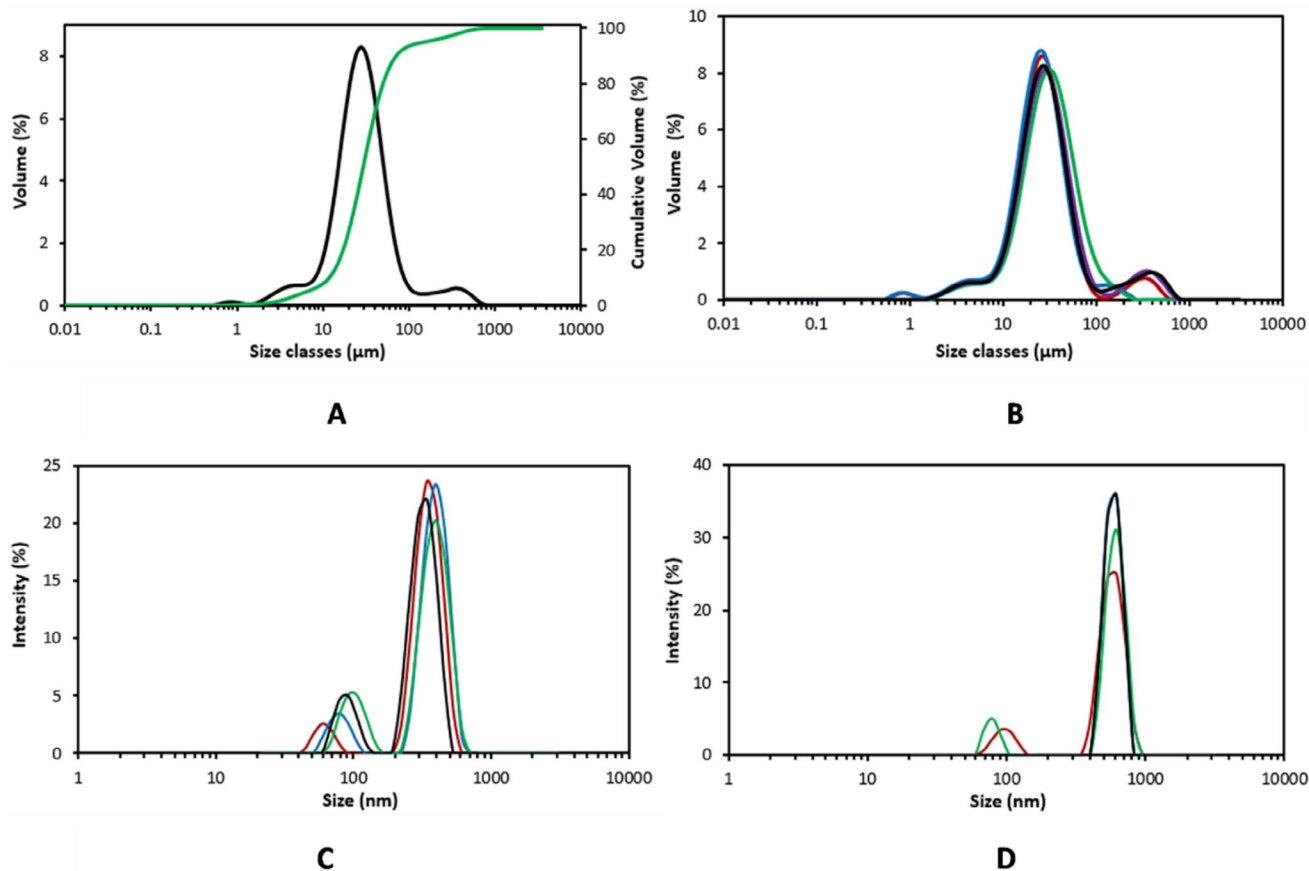 8
6
4
2
0
Volume (%)
100
80
60
40
20
0
Cumulative Volume (%)
0.01 0.1 1 10 100 1000 10000
Size classes (µm)
A
10
8
6
4
2
0
Volume (%)
0.01 0.1 1 10 100 1000 10000
Size classes (µm)
B
25
20
15
10
5
0
Intensity (%)
1 10 100 1000 10000
Size (nm)
C
40
30
20
10
0
Intensity (%)
1 10 100 1000 10000
Size (nm)
D